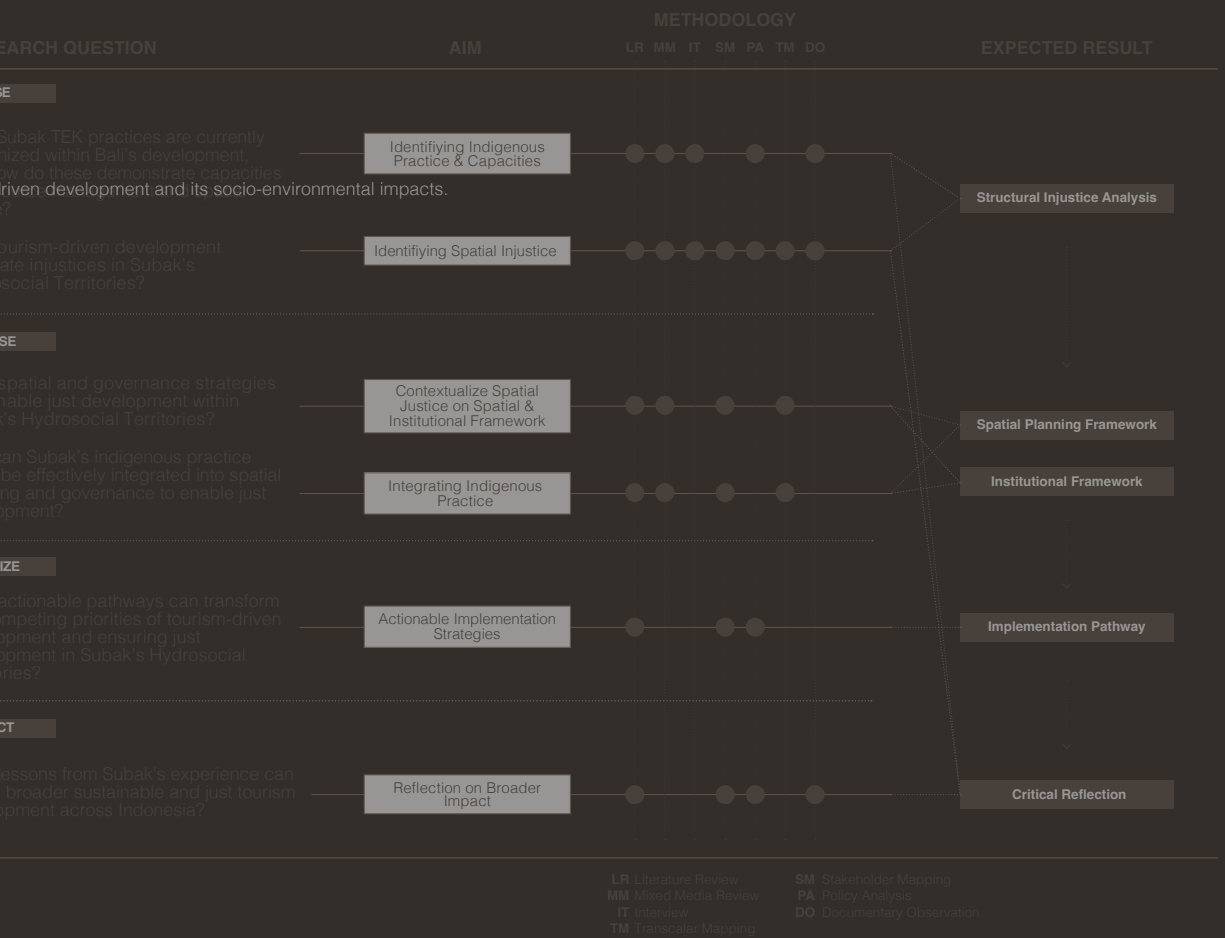 METHODOLOGY
EARCH QUESTION AIM LR MM IT SM PA TM DO EXPECTED RESULT
SE
Subak TEK practices are currently
nized within Bali's development,
ow do these demonstrate capacities
riven development and its socio-environmental impacts.
e?
Identifiying Indigenous
Practice & Capacities
Structural Injustice Analysis
ourism-driven development
ate injustices in Subak's
social Territories?
Identifiying Spatial Injustice
SE
spatial and governance strategies
nable just development within
's Hydrosocial Territories?
Contextualize Spatial
Justice on Spatial &
Institutional Framework
Spatial Planning Framework
can Subak's indigenous practice
be effectively integrated into spatial
ng and governance to enable just
opment?
Integrating Indigenous
Practice
Institutional Framework
IZE
actionable pathways can transform
ompeting priorities of tourism-driven
opment and ensuring just
opment in Subak's Hydrosocial
ories?
Actionable Implementation
Strategies
Implementation Pathway
CT
lessons from Subak's experience can
broader sustainable and just tourism
opment across Indonesia?
Reflection on Broader
Impact
Critical Reflection
LR Literature Review
MM Mixed Media Review
IT Interview
TM Transcalar Mapping
SM Stakeholder Mapping
PA Policy Analysis
DO Documentary Observation